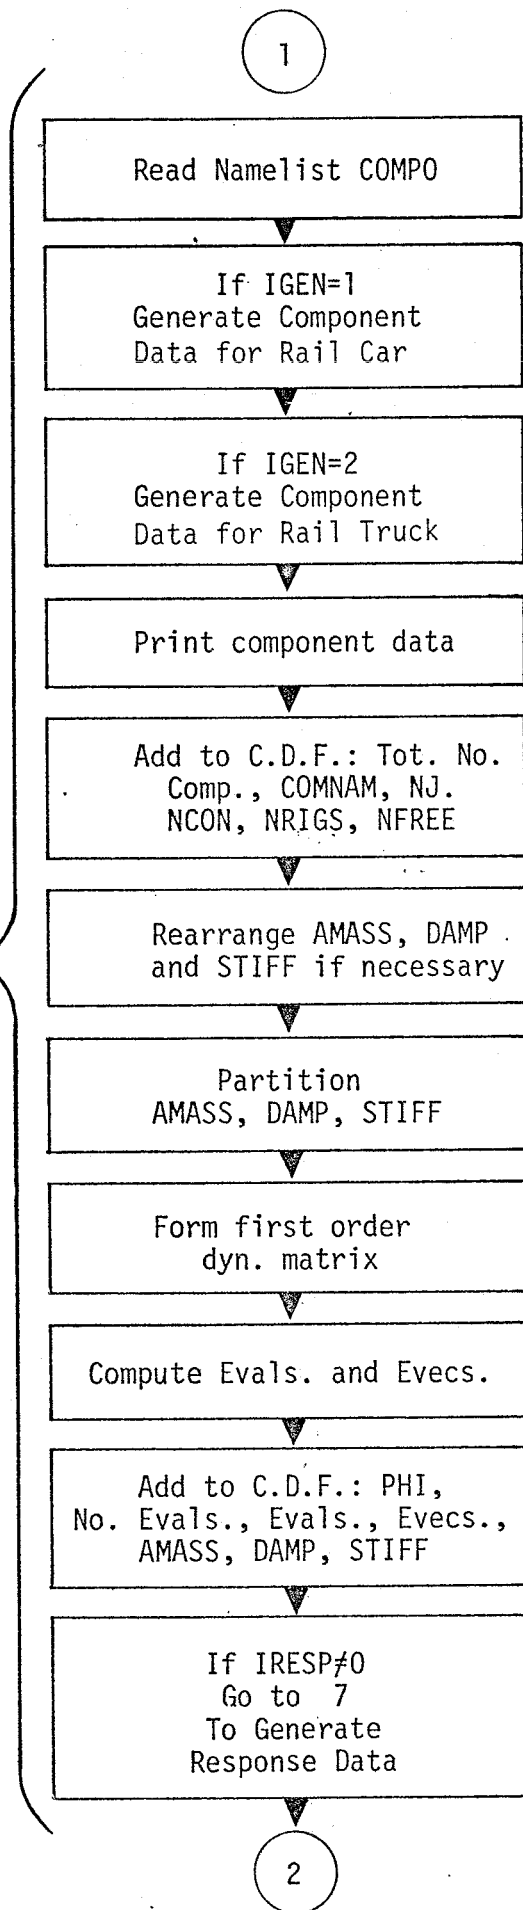 1
Read Namelist COMPO
If IGEN=1
Generate Component
Data for Rail Car
If IGEN=2
Generate Component
Data for Rail Truck
Print component data
Add to C.D.F.: Tot. No.
Comp., COMNAM, NJ.
NCON, NRIGS, NFREE
Rearrange AMASS, DAMP
and STIFF if necessary
Partition
AMASS, DAMP, STIFF
Form first order
dyn. matrix
Compute Evals. and Evecs.
Add to C.D.F.: PHI,
No. Evals., Evals., Evecs.,
AMASS, DAMP, STIFF
If IRESP≠0
Go to 7
To Generate
Response Data
2